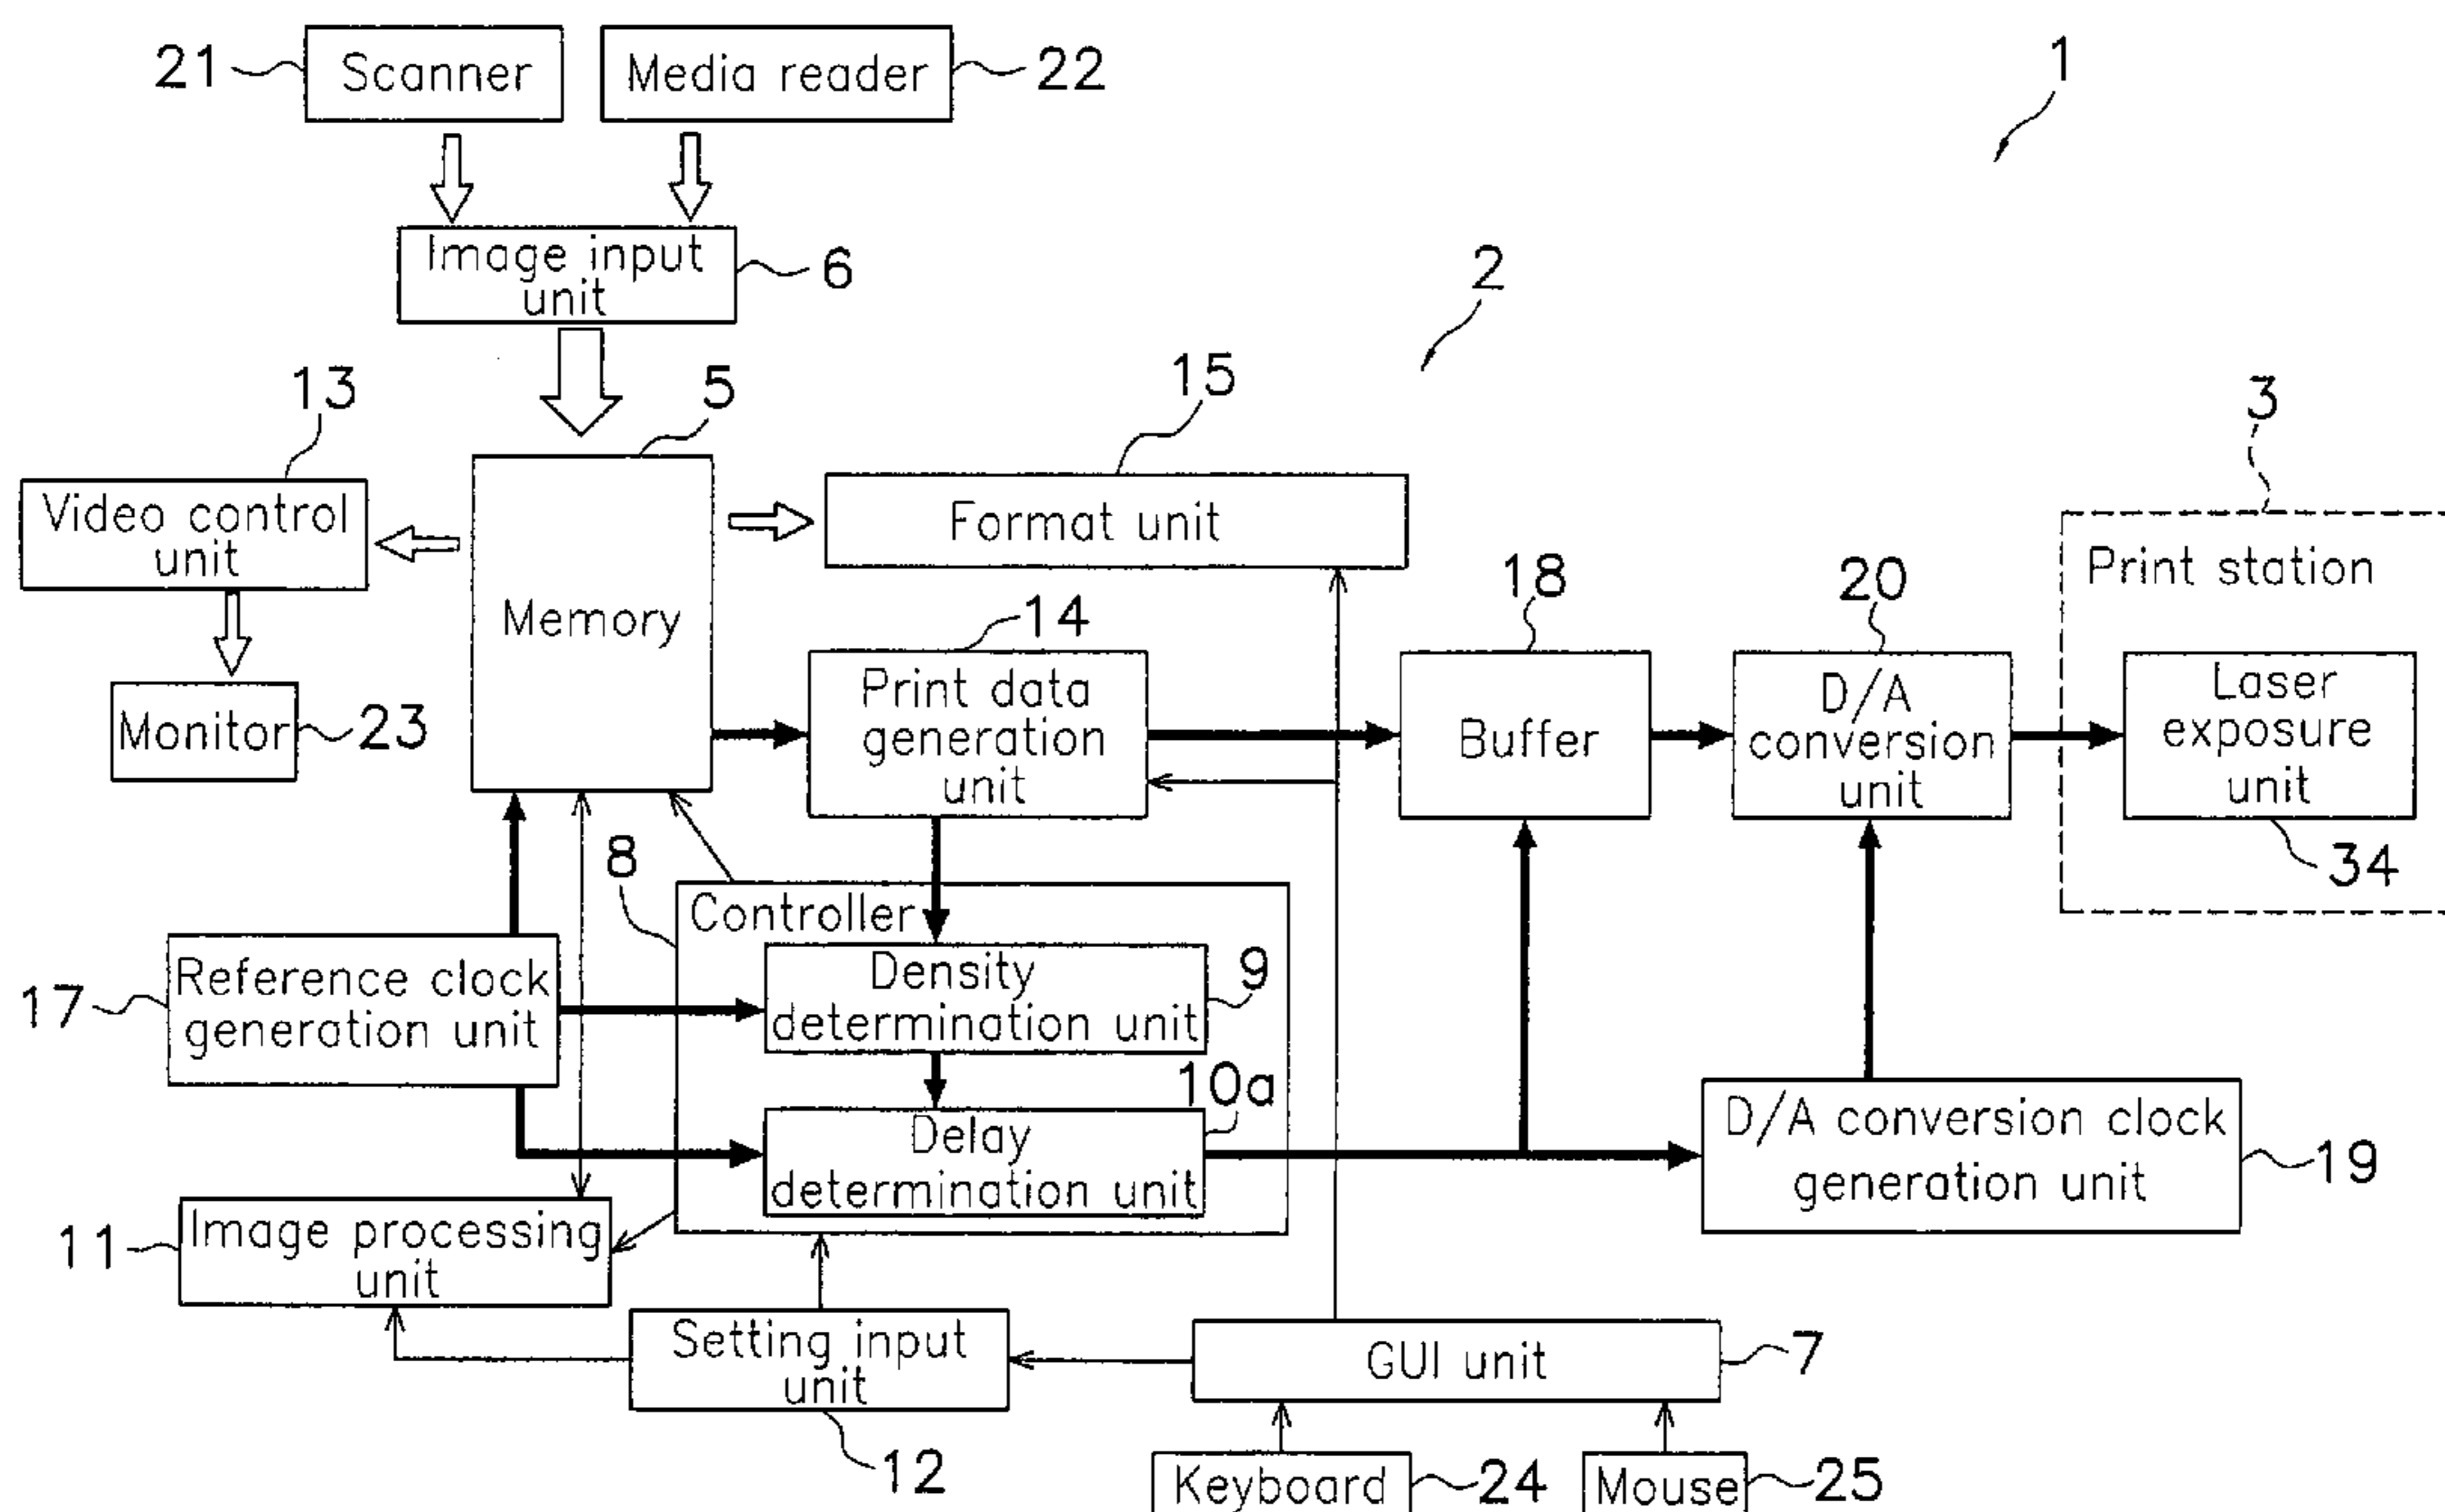 21
Scanner
Media reader
22
1
Image input
unit
6
2
13
5
15
3
Video control
unit
Format unit
Print station
Memory
14
18
20
Monitor
23
Print data
generation
unit
Buffer
D/A
conversion
unit
Laser
exposure
unit
34
8
Controller
17
Reference clock
generation unit
Density
determination unit
9
10a
Delay
determination unit
D/A conversion clock
generation unit
19
11
Image processing
unit
Setting input
unit
12
GUI unit
7
Keyboard
24
Mouse
25